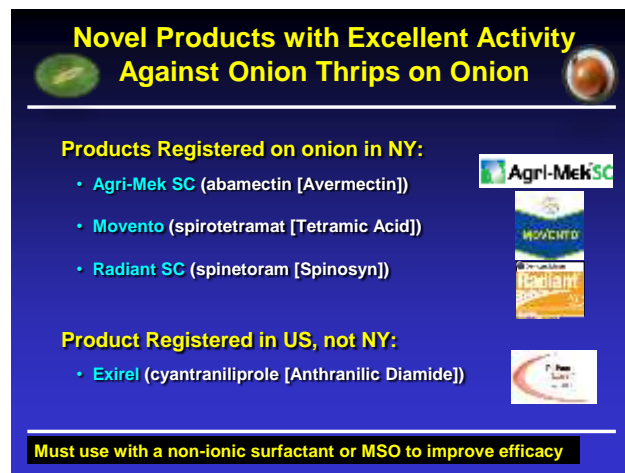 Novel Products with Excellent Activity
Against Onion Thrips on Onion
Products Registered on onion in NY:
• Agri-Mek SC (abamectin [Avermectin])
Agri-Mek SC
• Movento (spirotetramat [Tetramic Acid])
MOVENTO
• Radiant SC (spinetoram [Spinosyn])
Radiant
Product Registered in US, not NY:
• Exirel (cyantraniliprole [Anthranilic Diamide])
Must use with a non-ionic surfactant or MSO to improve efficacy